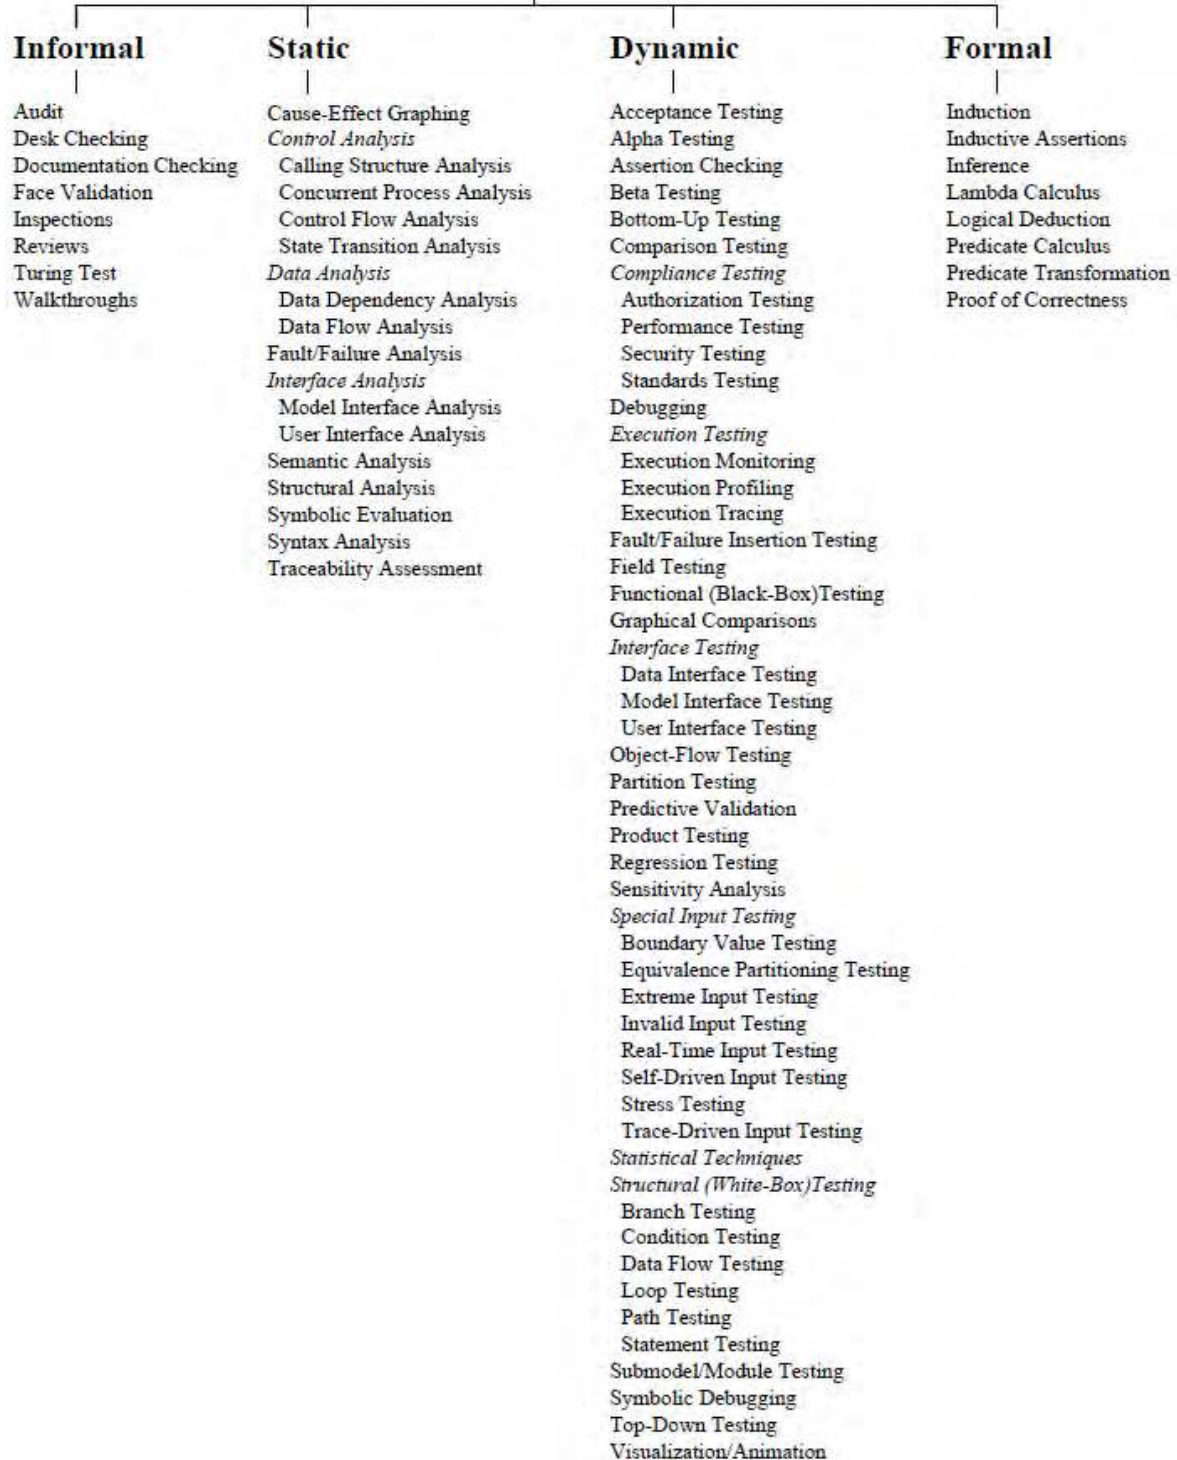 Informal
Audit
Desk Checking
Documentation Checking
Face Validation
Inspections
Reviews
Turing Test
Walkthroughs
Static
Cause-Effect Graphing
Control Analysis
Calling Structure Analysis
Concurrent Process Analysis
Control Flow Analysis
State Transition Analysis
Data Analysis
Data Dependency Analysis
Data Flow Analysis
Fault/Failure Analysis
Interface Analysis
Model Interface Analysis
User Interface Analysis
Semantic Analysis
Structural Analysis
Symbolic Evaluation
Syntax Analysis
Traceability Assessment
Dynamic
Acceptance Testing
Alpha Testing
Assertion Checking
Beta Testing
Bottom-Up Testing
Comparison Testing
Compliance Testing
Authorization Testing
Performance Testing
Security Testing
Standards Testing
Debugging
Execution Testing
Execution Monitoring
Execution Profiling
Execution Tracing
Fault/Failure Insertion Testing
Field Testing
Functional (Black-Box)Testing
Graphical Comparisons
Interface Testing
Data Interface Testing
Model Interface Testing
User Interface Testing
Object-Flow Testing
Partition Testing
Predictive Validation
Product Testing
Regression Testing
Sensitivity Analysis
Special Input Testing
Boundary Value Testing
Equivalence Partitioning Testing
Extreme Input Testing
Invalid Input Testing
Real-Time Input Testing
Self-Driven Input Testing
Stress Testing
Trace-Driven Input Testing
Statistical Techniques
Structural (White-Box)Testing
Branch Testing
Condition Testing
Data Flow Testing
Loop Testing
Path Testing
Statement Testing
Submodel/Module Testing
Symbolic Debugging
Top-Down Testing
Visualization/Animation
Formal
Induction
Inductive Assertions
Inference
Lambda Calculus
Logical Deduction
Predicate Calculus
Predicate Transformation
Proof of Correctness